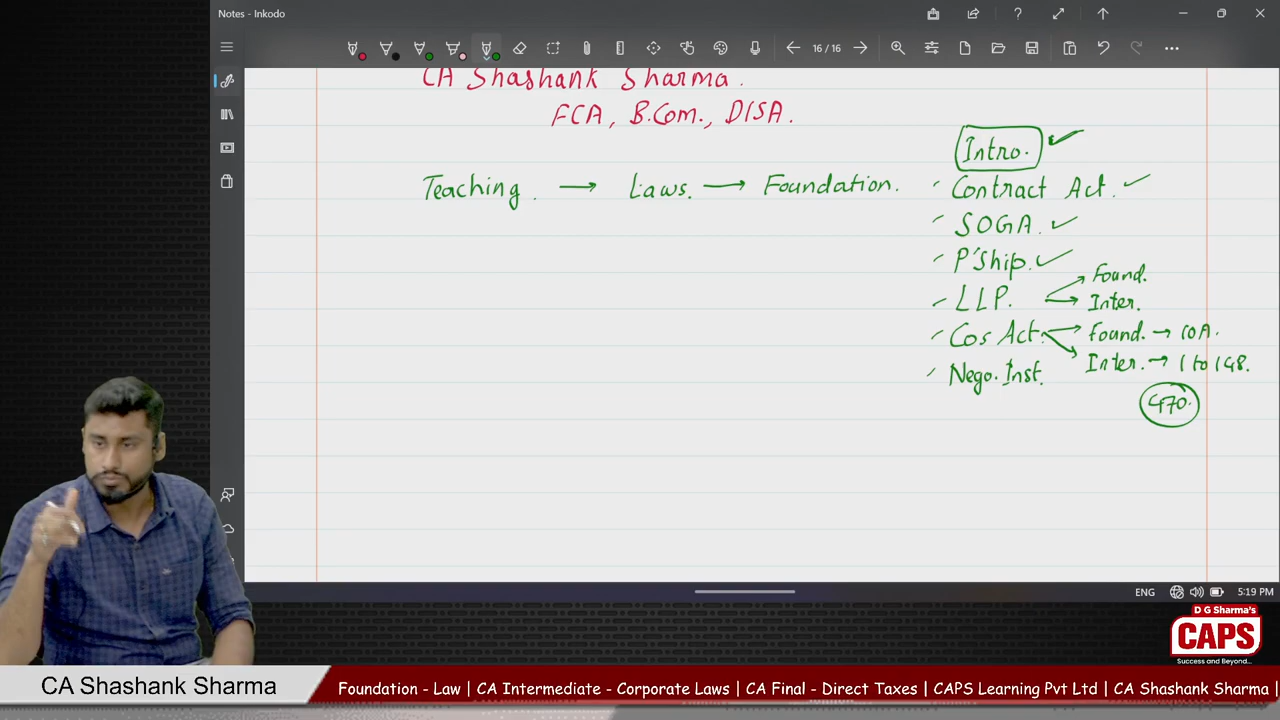 Notes - Inkodo
16 / 16
CA Shashank Sharma.
FCA, B.Com., DISA.
Intro.
Teaching → Laws. → Foundation.
Contract Act.
SOGA.
P'Ship.
LLP. → Found.
→ Inter.
Cos Act. → Found. → COA.
→ Inter. → 1 to 148.
Nego. Inst.
470.
ENG
5:19 PM
D G Sharma's
CAPS
Success and Beyond...
CA Shashank Sharma
Foundation - Law | CA Intermediate - Corporate Laws | CA Final - Direct Taxes | CAPS Learning Pvt Ltd | CA Shashank Sharma |